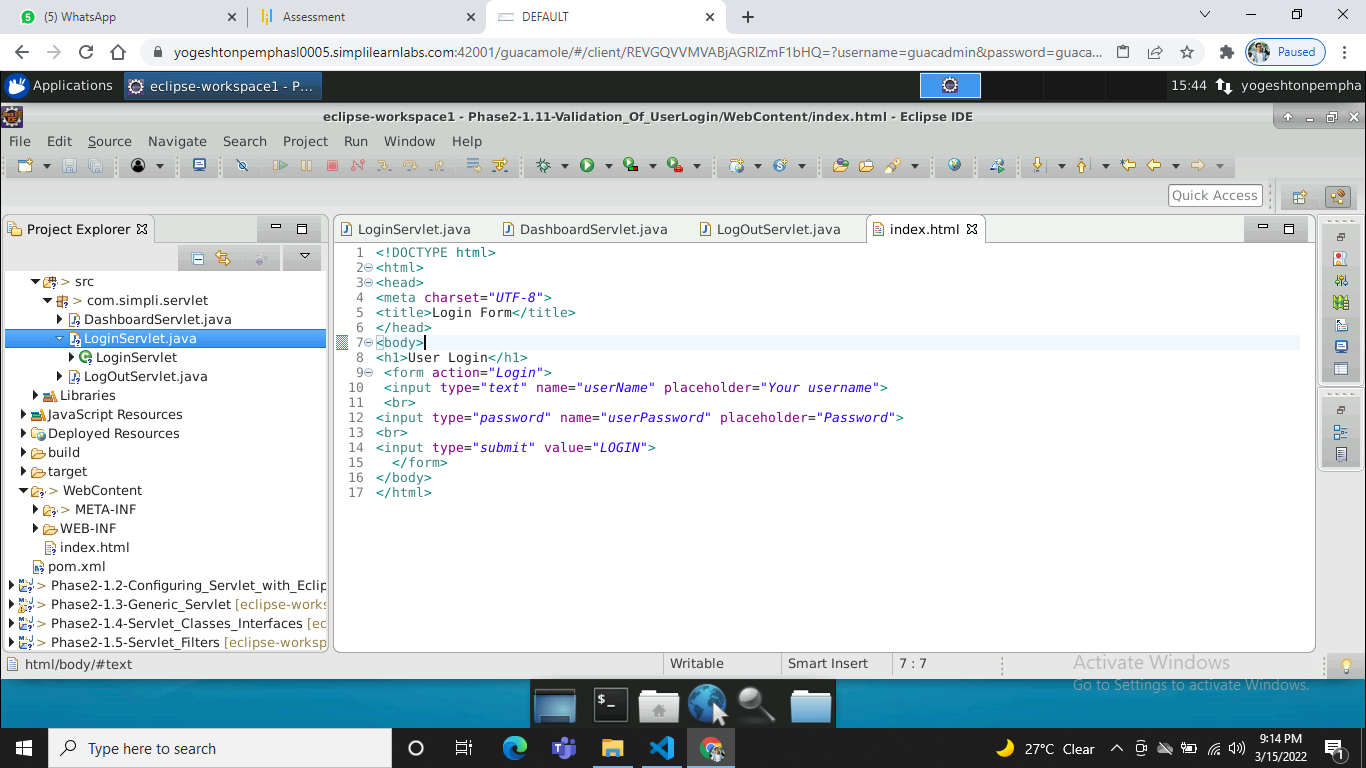 (5) WhatsApp
Assessment
DEFAULT
yogeshtonpemphasl0005.simplilearnlabs.com:42001/guacamole/#/client/REVGQVVMVABjAGRlZmF1bHQ=?username=guacadmin&password=guaca...
Paused
Applications
eclipse-workspace1 - P...
15:44
yogeshtonpempha
eclipse-workspace1 - Phase2-1.11-Validation_Of_UserLogin/WebContent/index.html - Eclipse IDE
File Edit Source Navigate Search Project Run Window Help
Quick Access
Project Explorer
> src
> com.simpli.servlet
DashboardServlet.java
LoginServlet.java
LoginServlet
LogOutServlet.java
Libraries
JavaScript Resources
Deployed Resources
build
target
> WebContent
> META-INF
WEB-INF
index.html
pom.xml
> Phase2-1.2-Configuring_Servlet_with_Eclip
> Phase2-1.3-Generic_Servlet [eclipse-works
> Phase2-1.4-Servlet_Classes_Interfaces [ec
> Phase2-1.5-Servlet_Filters [eclipse-worksp
LoginServlet.java DashboardServlet.java LogOutServlet.java index.html
1 <!DOCTYPE html>
2 <html>
3 <head>
4 <meta charset="UTF-8">
5 <title>Login Form</title>
6 </head>
7 <body>
8 <h1>User Login</h1>
9 <form action="Login">
10 <input type="text" name="userName" placeholder="Your username">
11 <br>
12 <input type="password" name="userPassword" placeholder="Password">
13 <br>
14 <input type="submit" value="LOGIN">
15 </form>
16 </body>
17 </html>
html/body/#text
Writable
Smart Insert
7 : 7
Activate Windows
Go to Settings to activate Windows.
Type here to search
27°C Clear
9:14 PM
3/15/2022
1